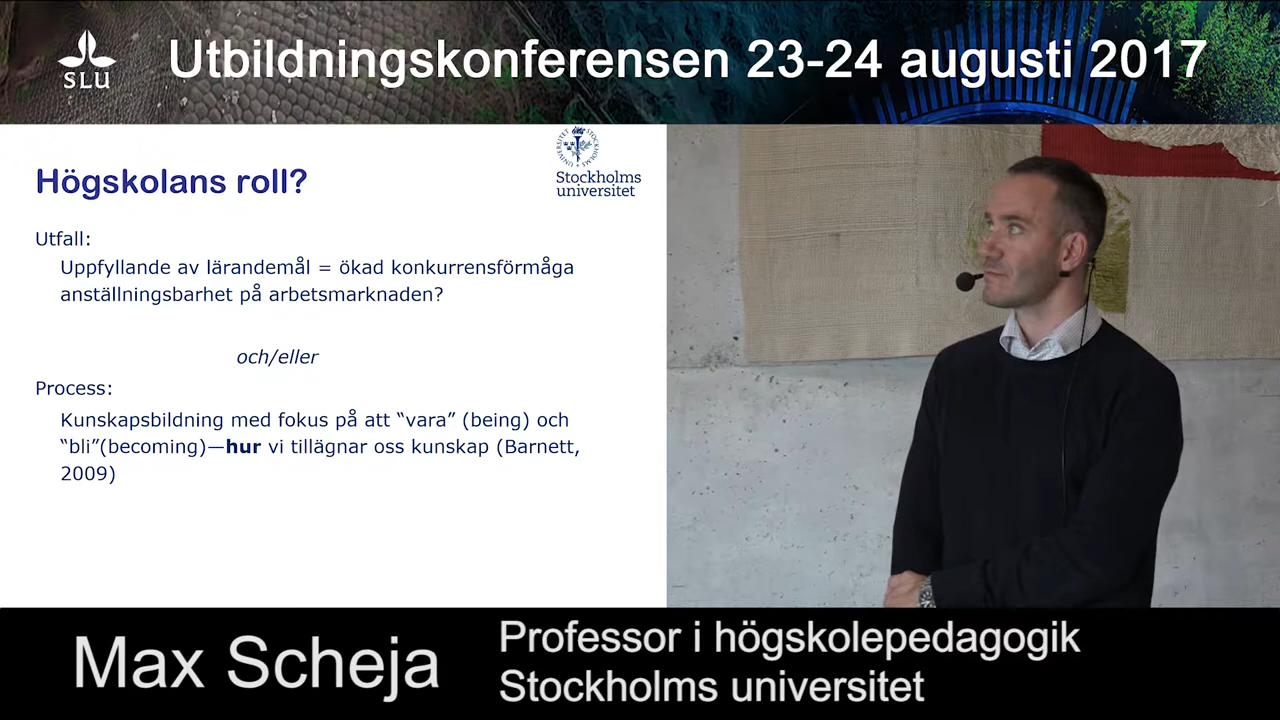 SLU
Utbildningskonferensen 23-24 augusti 2017
Stockholms
universitet
Högskolans roll?
Utfall:
Uppfyllande av lärandemål = ökad konkurrensförmåga
anställningsbarhet på arbetsmarknaden?
och/eller
Process:
Kunskapsbildning med fokus på att “vara” (being) och
“bli”(becoming)—hur vi tillägnar oss kunskap (Barnett,
2009)
Max Scheja
Professor i högskolepedagogik
Stockholms universitet